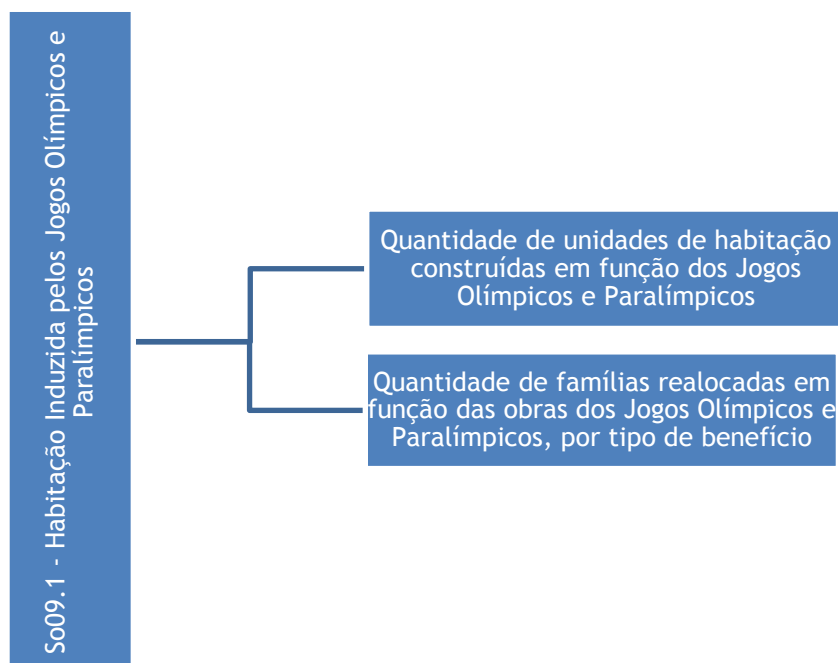 So09.1 - Habitação Induzida pelos Jogos Olímpicos e
Paralímpicos
Quantidade de unidades de habitação
construídas em função dos Jogos
Olímpicos e Paralímpicos
Quantidade de famílias realocadas em
função das obras dos Jogos Olímpicos e
Paralímpicos, por tipo de benefício